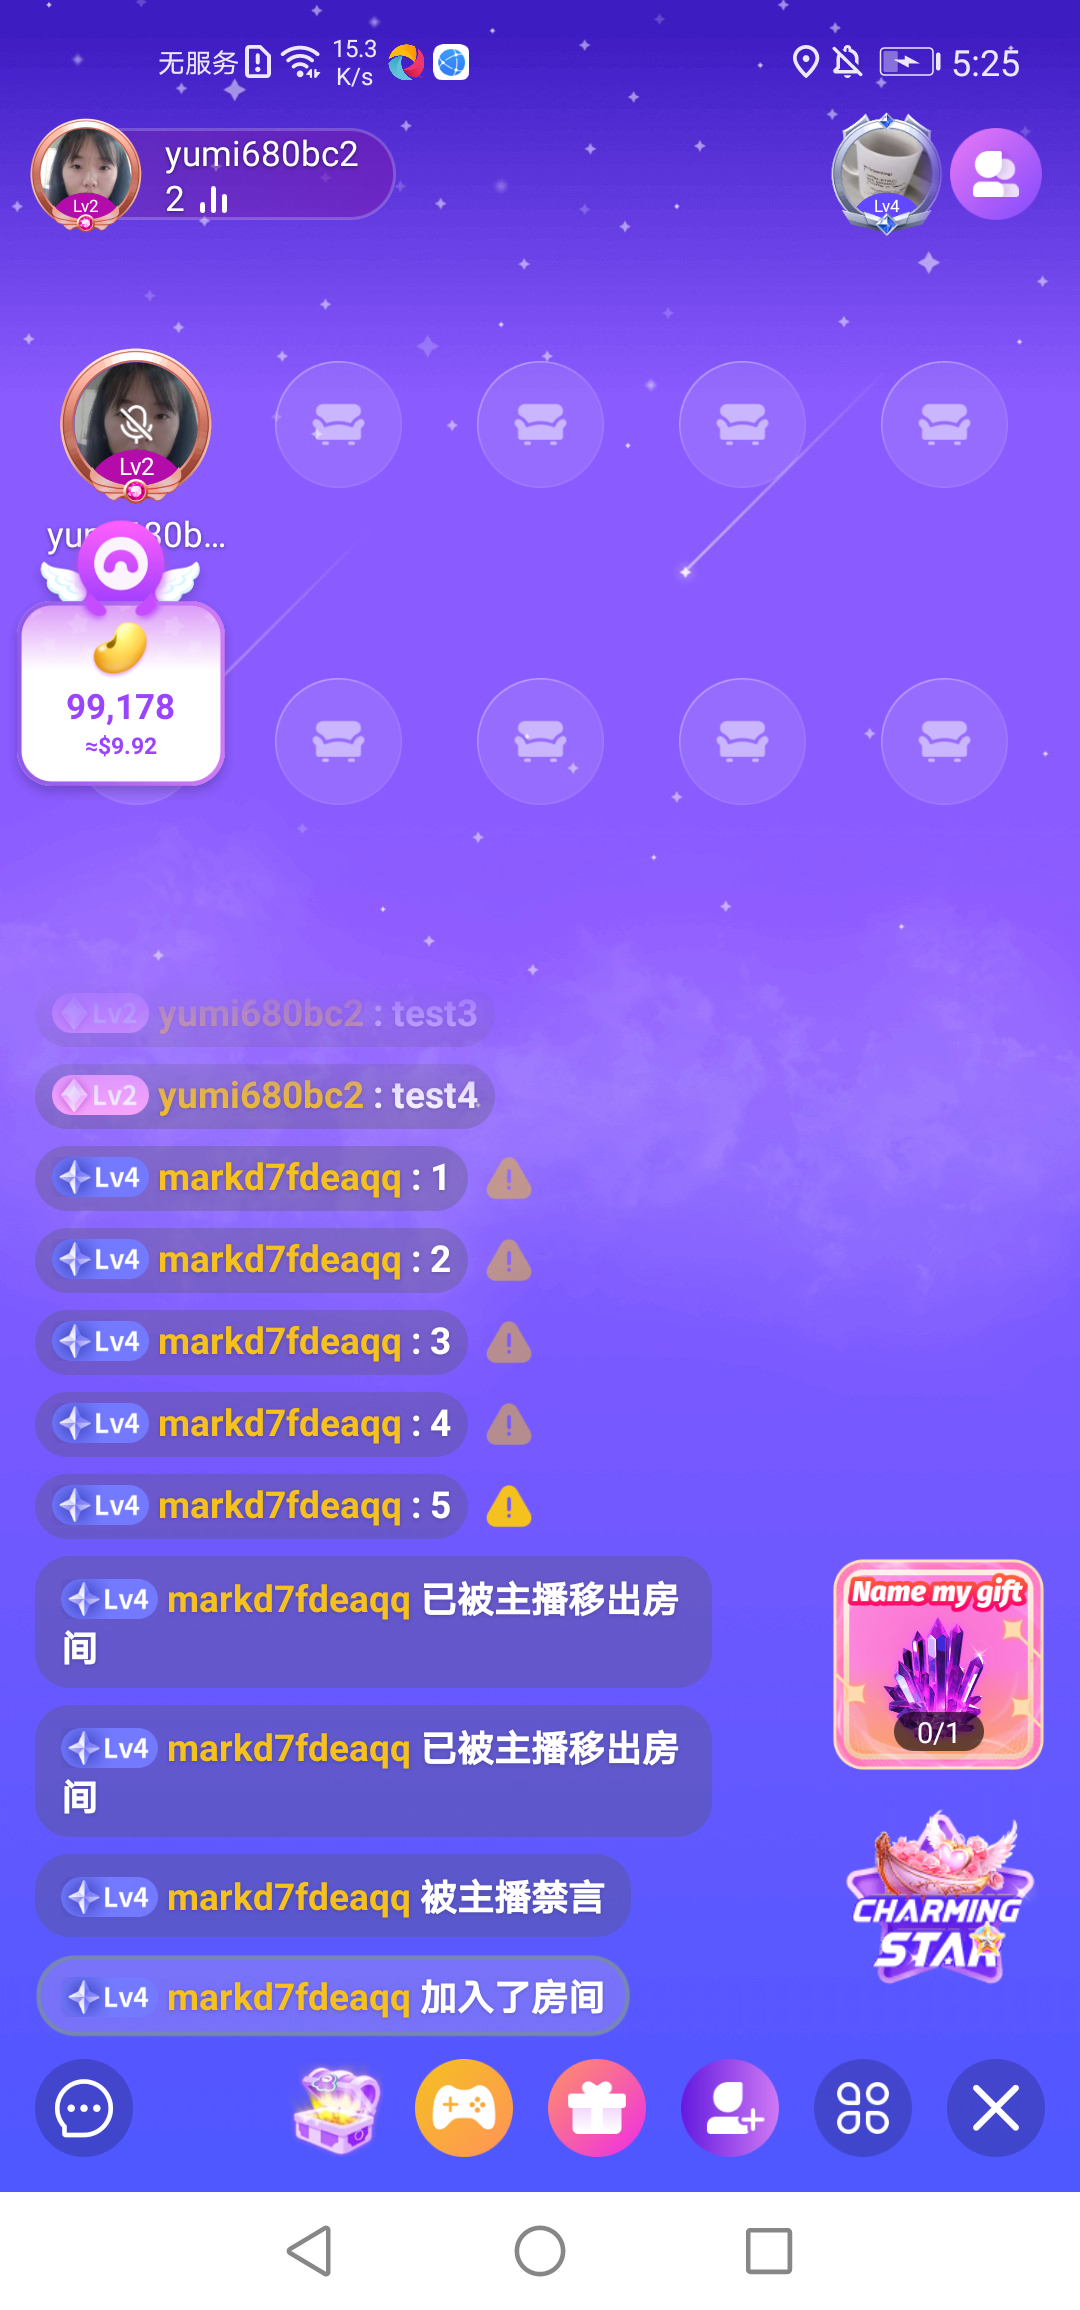 无服务
15.3
K/s
5:25
yumi680bc2
2
Lv2
Lv4
Lv2
99,178
≈$9.92
Lv2 yumi680bc2 : test3
Lv2 yumi680bc2 : test4
Lv4 markd7fdeaqq : 1
Lv4 markd7fdeaqq : 2
Lv4 markd7fdeaqq : 3
Lv4 markd7fdeaqq : 4
Lv4 markd7fdeaqq : 5
Lv4 markd7fdeaqq 已被主播移出房
间
Name my gift
0/1
Lv4 markd7fdeaqq 已被主播移出房
间
Lv4 markd7fdeaqq 被主播禁言
CHARMING
STAR
Lv4 markd7fdeaqq 加入了房间